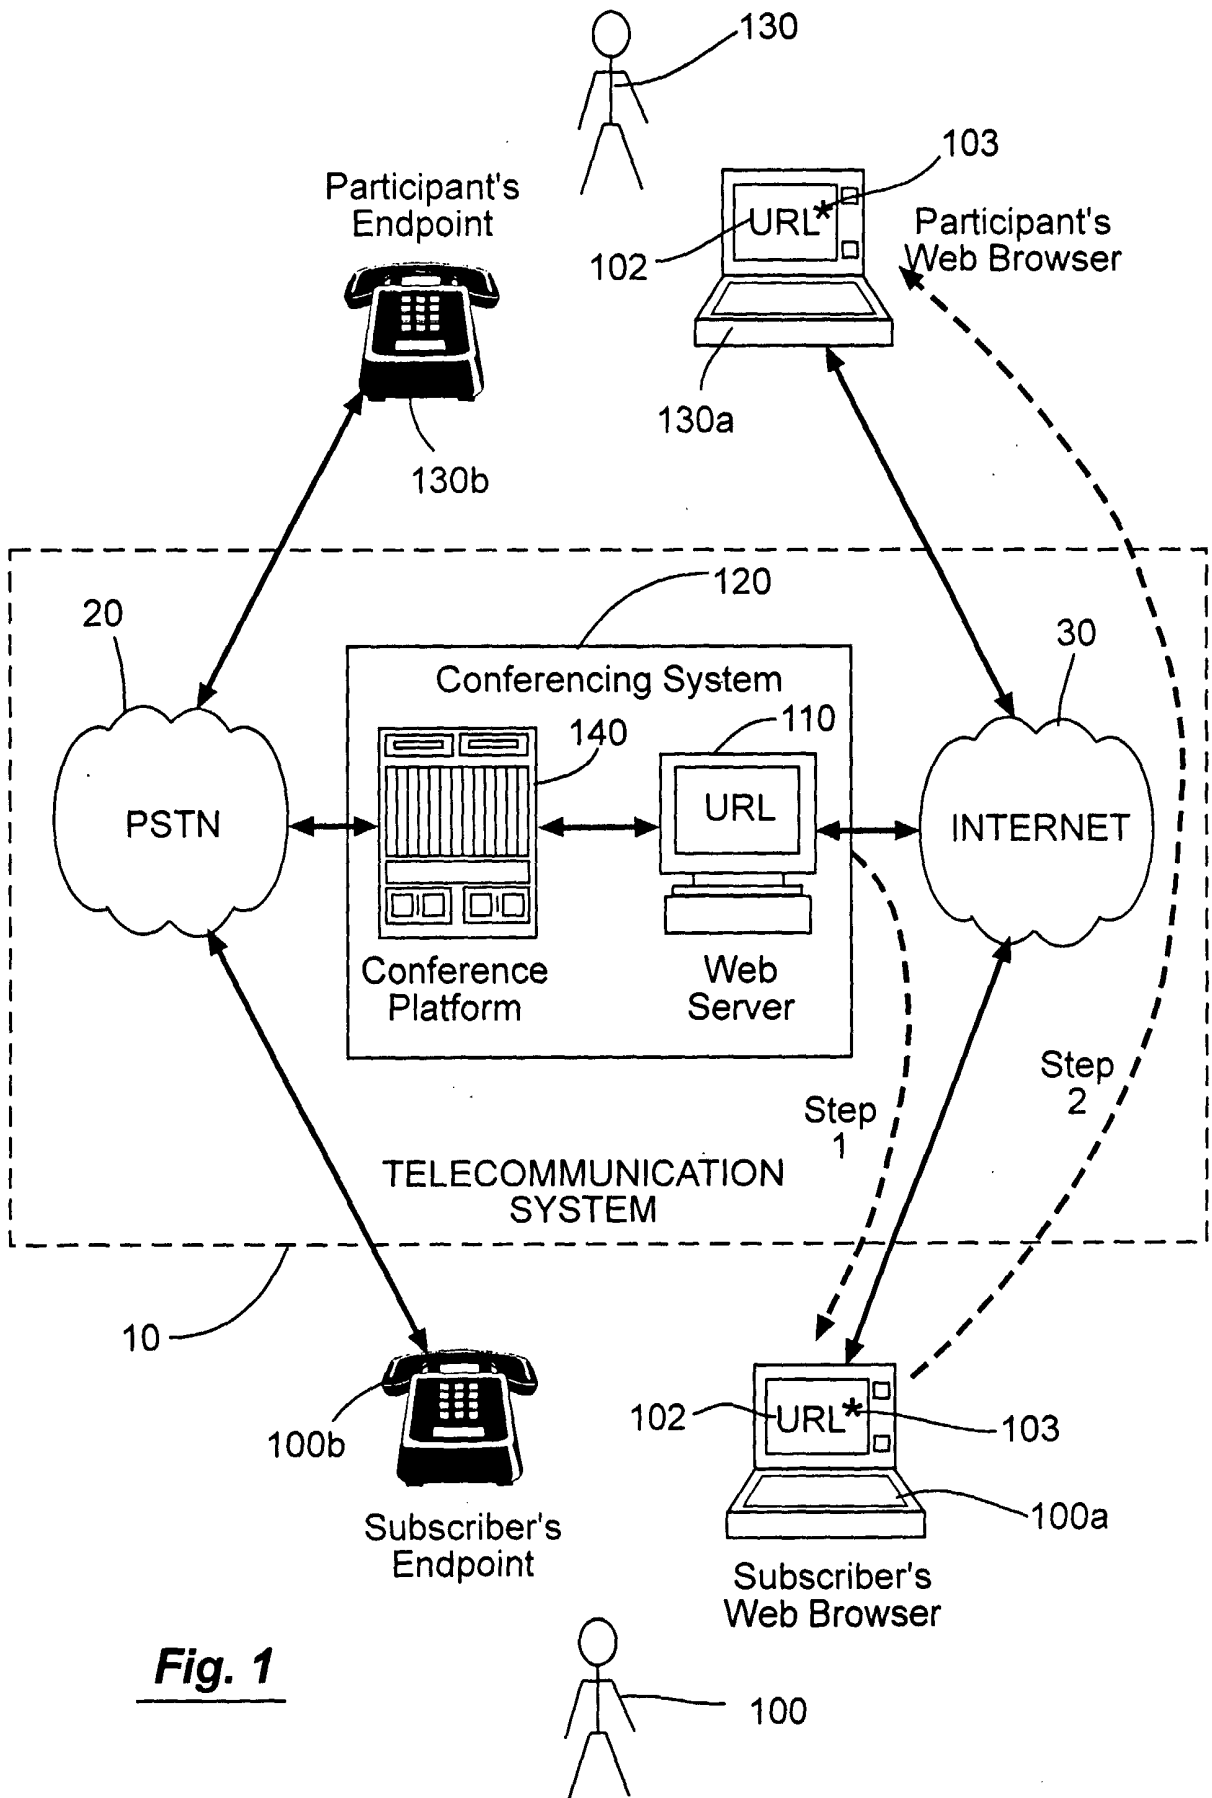 130
103
Participant's
Endpoint
URL*
102
Participant's
Web Browser
130a
130b
120
20
30
Conferencing System
140
110
PSTN
URL
INTERNET
Conference
Platform
Web
Server
Step
1
Step
2
TELECOMMUNICATION
SYSTEM
10
100b
102
URL*
103
100a
Subscriber's
Endpoint
Subscriber's
Web Browser
Fig. 1
100